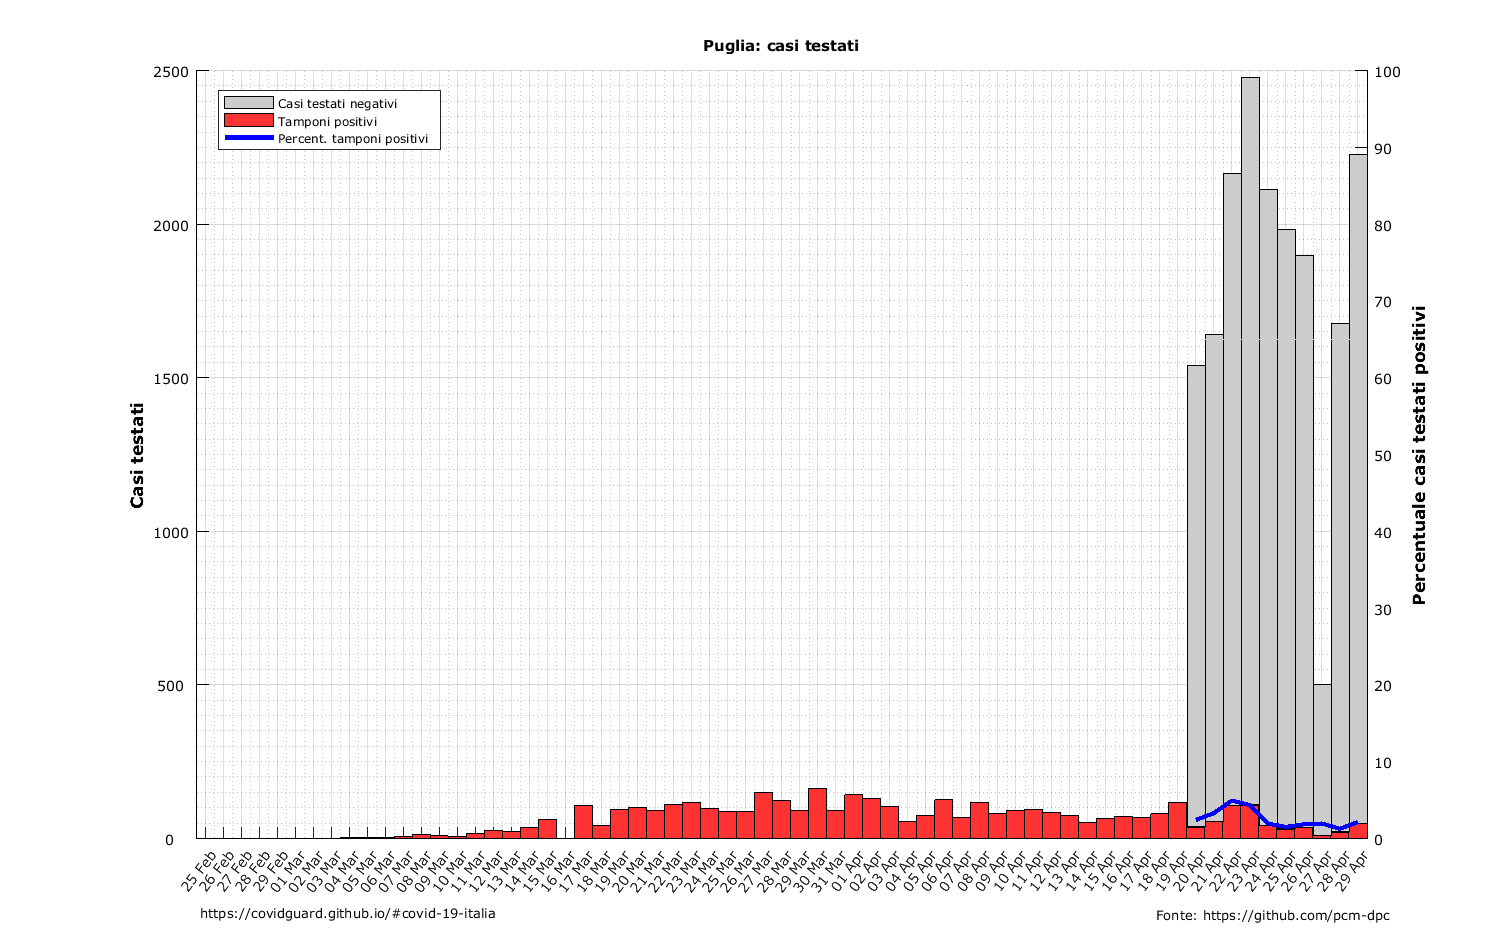 Puglia: casi testati
2500
2000
1500
1000
500
0
Casi testati
Casi testati negativi
Tamponi positivi
Percent. tamponi positivi
100
90
80
70
60
50
40
30
20
10
0
Percentuale casi testati positivi
25 Feb
26 Feb
27 Feb
28 Feb
29 Feb
01 Mar
02 Mar
03 Mar
04 Mar
05 Mar
06 Mar
07 Mar
08 Mar
09 Mar
10 Mar
11 Mar
12 Mar
13 Mar
14 Mar
15 Mar
16 Mar
17 Mar
18 Mar
19 Mar
20 Mar
21 Mar
22 Mar
23 Mar
24 Mar
25 Mar
26 Mar
27 Mar
28 Mar
29 Mar
30 Mar
31 Mar
01 Apr
02 Apr
03 Apr
04 Apr
05 Apr
06 Apr
07 Apr
08 Apr
09 Apr
10 Apr
11 Apr
12 Apr
13 Apr
14 Apr
15 Apr
16 Apr
17 Apr
18 Apr
19 Apr
20 Apr
21 Apr
22 Apr
23 Apr
24 Apr
25 Apr
26 Apr
27 Apr
28 Apr
29 Apr
https://covidguard.github.io/#covid-19-italia
Fonte: https://github.com/pcm-dpc